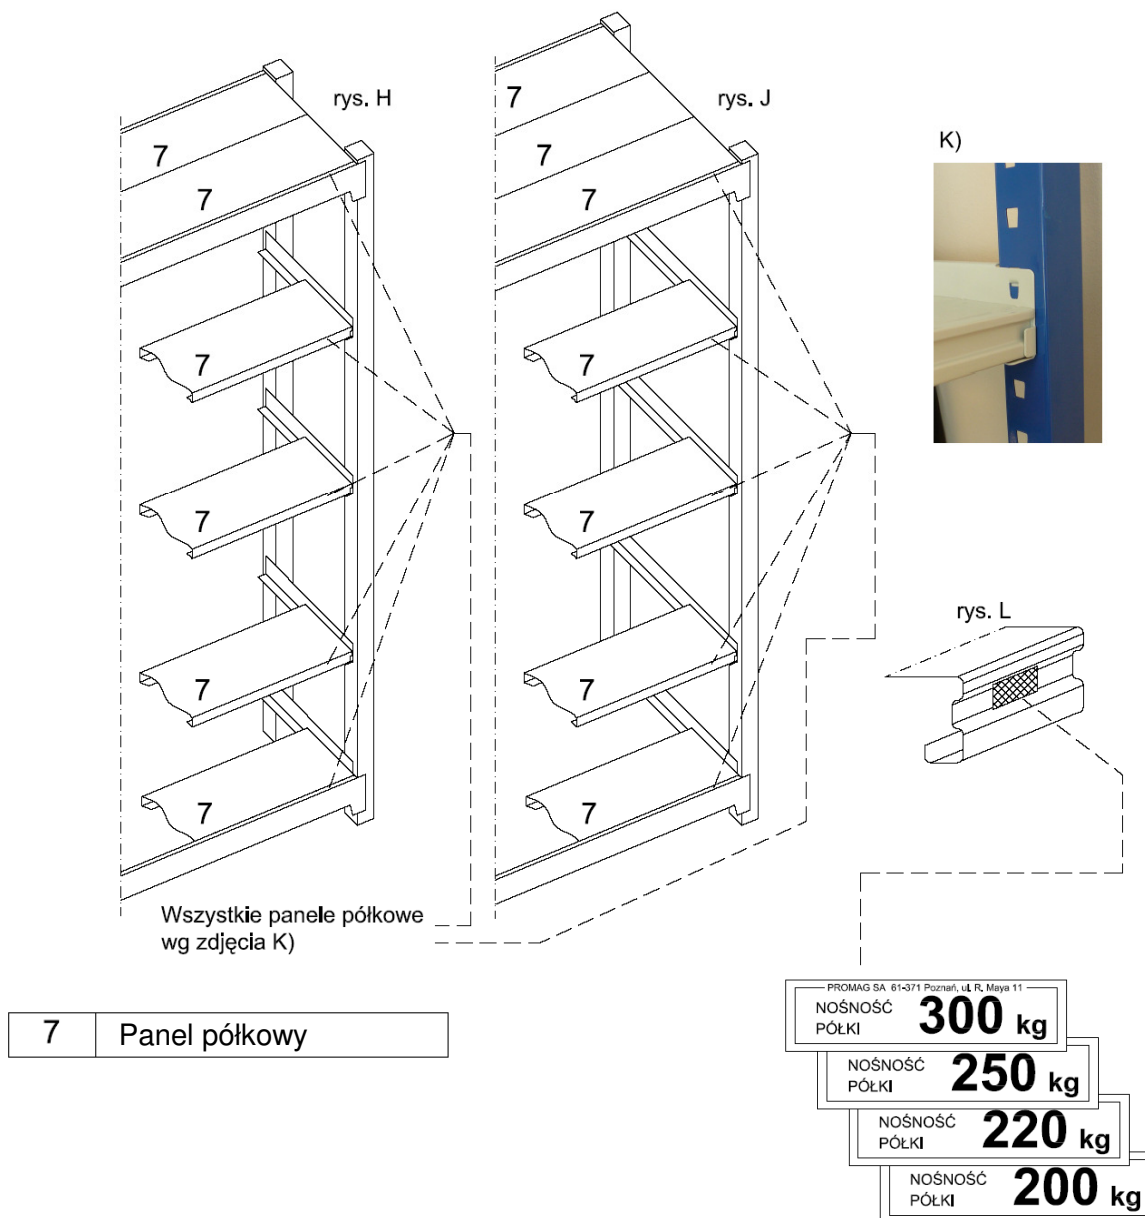 rys. H
rys. J
K)
7
7
7
7
7
7
7
7
7
7
7
7
7
rys. L
Wszystkie panele półkowe
wg zdjęcia K)
7 Panel półkowy
PROMAG SA 61-371 Poznań, ul. R. Maya 11
NOŚNOŚĆ
PÓŁKI 300 kg
NOŚNOŚĆ
PÓŁKI 250 kg
NOŚNOŚĆ
PÓŁKI 220 kg
NOŚNOŚĆ
PÓŁKI 200 kg